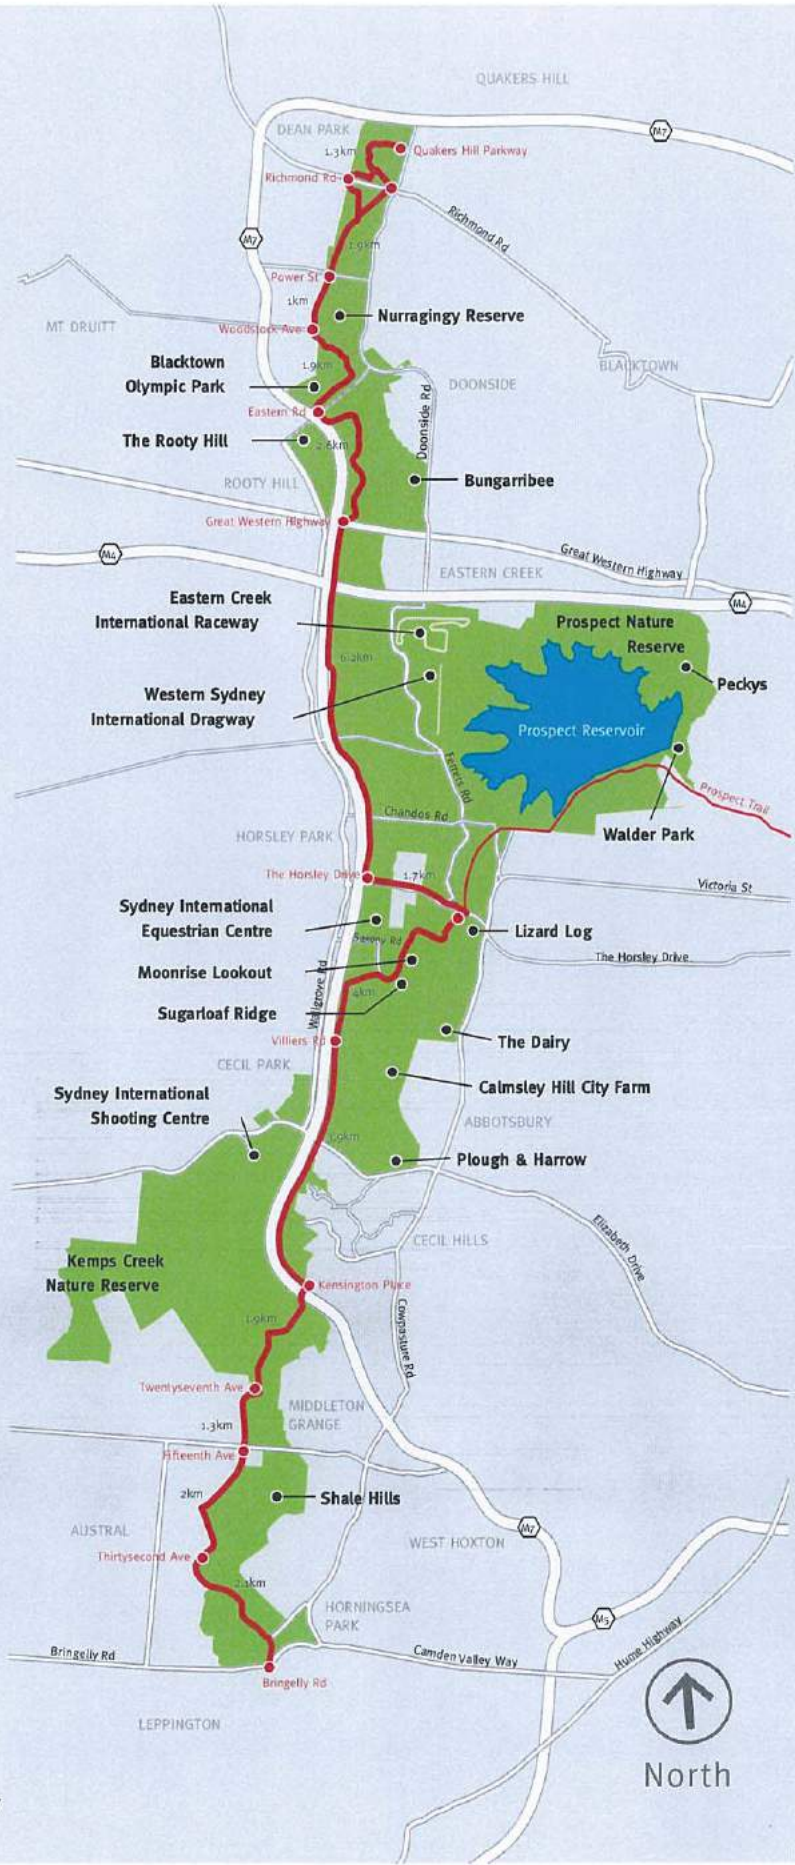 QUAKERS HILL
DEAN PARK
M7
1.3km
Quakers Hill Parkway
Richmond Rd
Richmond Rd
M7
1.9km
Power St
1km
Nurragingy Reserve
MT DRUITT
Woodstock Ave
Blacktown
Olympic Park
1.9km
BLACKTOWN
DOONSIDE
Doonside Rd
Eastern Rd
The Rooty Hill
2.6km
ROOTY HILL
Bungarribee
Great Western Highway
M4
Great Western Highway
EASTERN CREEK
M4
Eastern Creek
International Raceway
Prospect Nature
Reserve
Peckys
6.2km
Western Sydney
International Dragway
Prospect Reservoir
Ferrers Rd
Prospect Trail
Chandos Rd
HORSLEY PARK
Walder Park
The Horsley Drive
1.7km
Victoria St
Sydney International
Equestrian Centre
Lizard Log
Saxony Rd
The Horsley Drive
Moonrise Lookout
Wallgrove Rd
4km
Sugarloaf Ridge
Villiers Rd
The Dairy
CECIL PARK
Calmsley Hill City Farm
Sydney International
Shooting Centre
ABBOTSBURY
Plough & Harrow
Elizabeth Drive
CECIL HILLS
Kemps Creek
Nature Reserve
Kensington Place
1.9km
Cowpasture Rd
Twentyseventh Ave
MIDDLETON
GRANGE
1.3km
Fifteenth Ave
2km
Shale Hills
AUSTRAL
WEST HOXTON
M7
Thirtysecond Ave
2.1km
HORNINGSEA
PARK
M5
Bringelly Rd
Camden Valley Way
Hume Highway
Bringelly Rd
LEPPINGTON
North